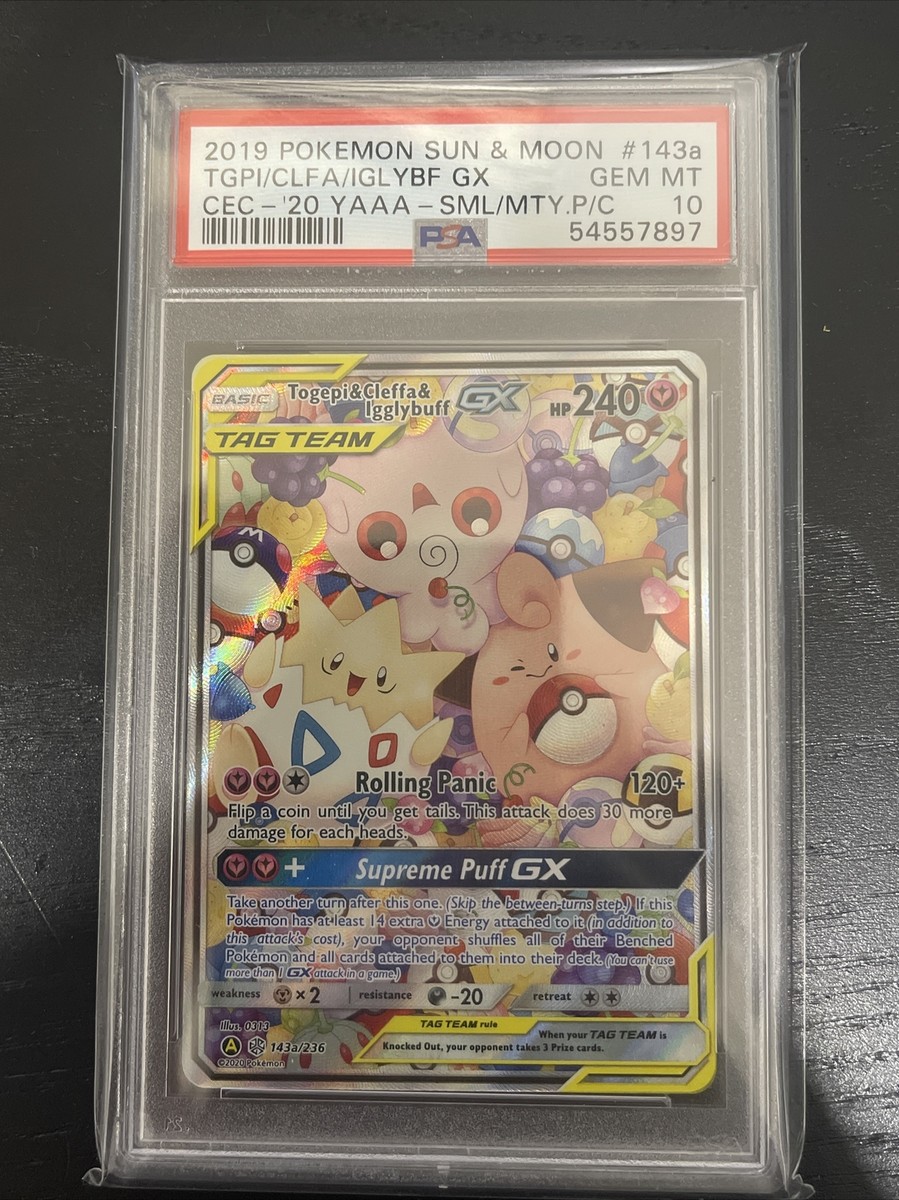 2019 POKEMON SUN & MOON #143a
TGPI/CLFA/IGLYBF GX GEM MT
CEC-'20 YAAA-SML/MTY.P/C 10
PSA 54557897
BASIC Togepi&Cleffa& Igglybuff GX HP 240
TAG TEAM
M
Rolling Panic 120+
Flip a coin until you get tails. This attack does 30 more
damage for each heads.
+ Supreme Puff GX
Take another turn after this one. (Skip the between-turns step.) If this
Pokémon has at least 14 extra Energy attached to it (in addition to
this attack's cost), your opponent shuffles all of their Benched
Pokémon and all cards attached to them into their deck. (You can't use
more than 1 GX attack in a game.)
weakness ×2 resistance -20 retreat
Illus. 0313
A 143a/236
©2020 Pokémon
TAG TEAM rule When your TAG TEAM is
Knocked Out, your opponent takes 3 Prize cards.